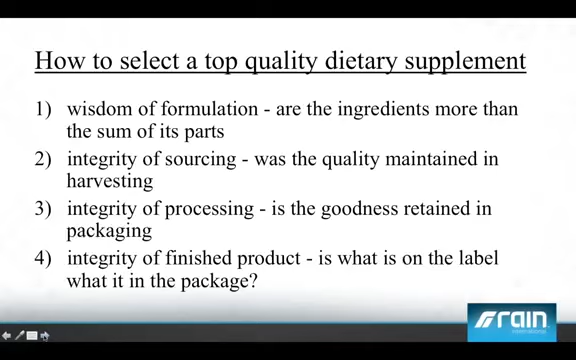 How to select a top quality dietary supplement
1) wisdom of formulation - are the ingredients more than
the sum of its parts
2) integrity of sourcing - was the quality maintained in
harvesting
3) integrity of processing - is the goodness retained in
packaging
4) integrity of finished product - is what is on the label
what it in the package?
rain
international